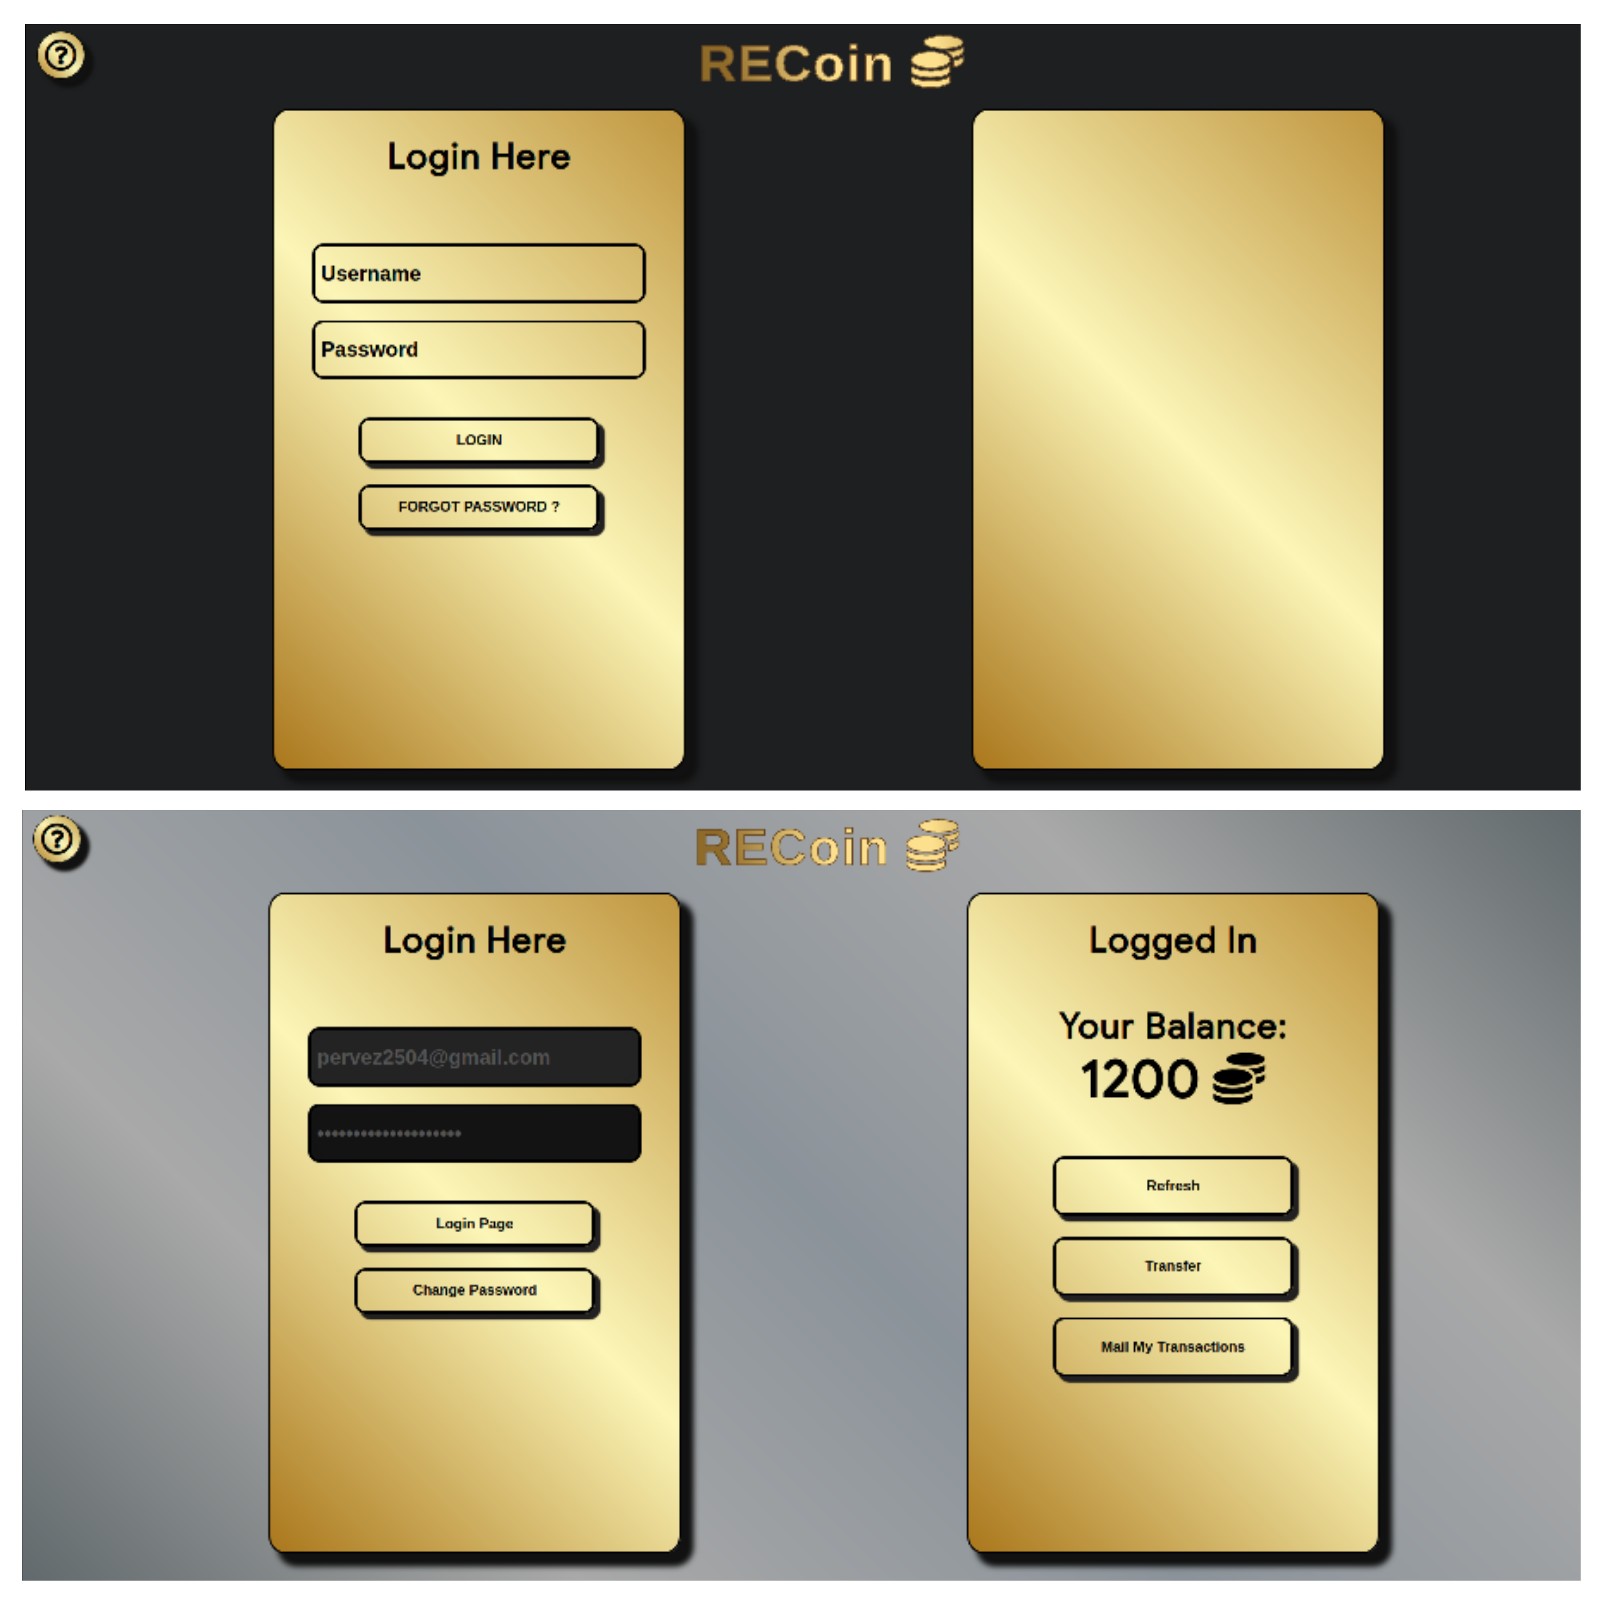 ?
RECoin
Login Here
Username
Password
LOGIN
FORGOT PASSWORD ?
?
RECoin
Login Here
pervez2504@gmail.com
••••••••••••••••••••
Login Page
Change Password
Logged In
Your Balance:
1200
Refresh
Transfer
Mail My Transactions